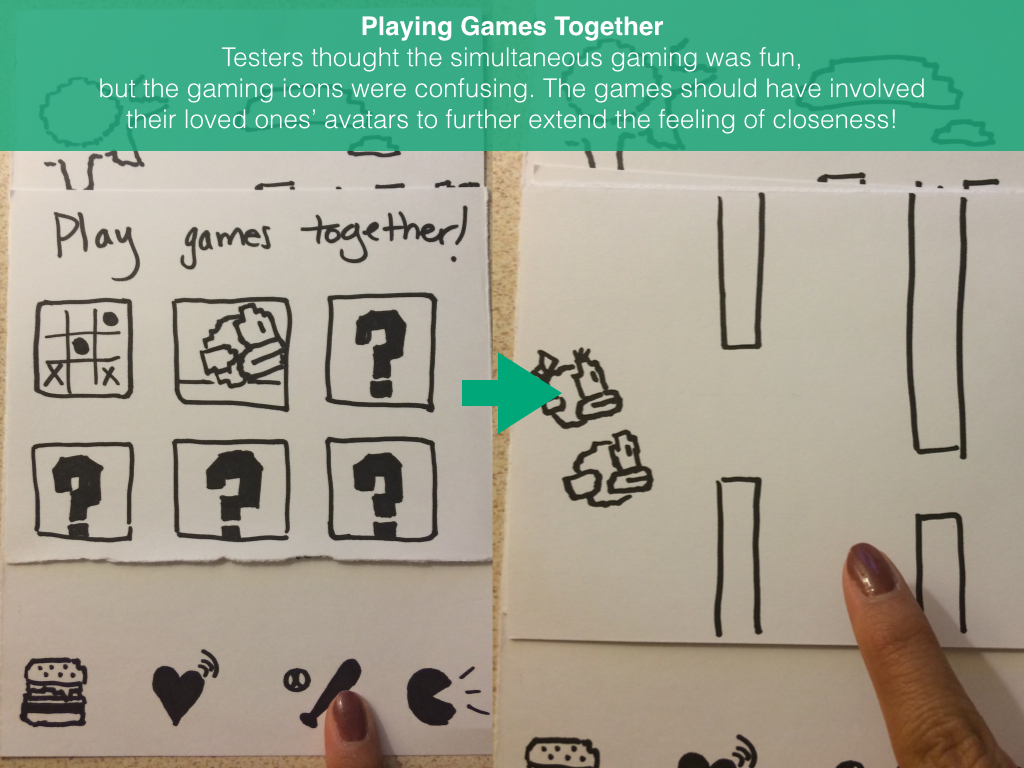 Playing Games Together
Testers thought the simultaneous gaming was fun,
but the gaming icons were confusing. The games should have involved
their loved ones’ avatars to further extend the feeling of closeness!
Play games together!
?
X X
? ? ?